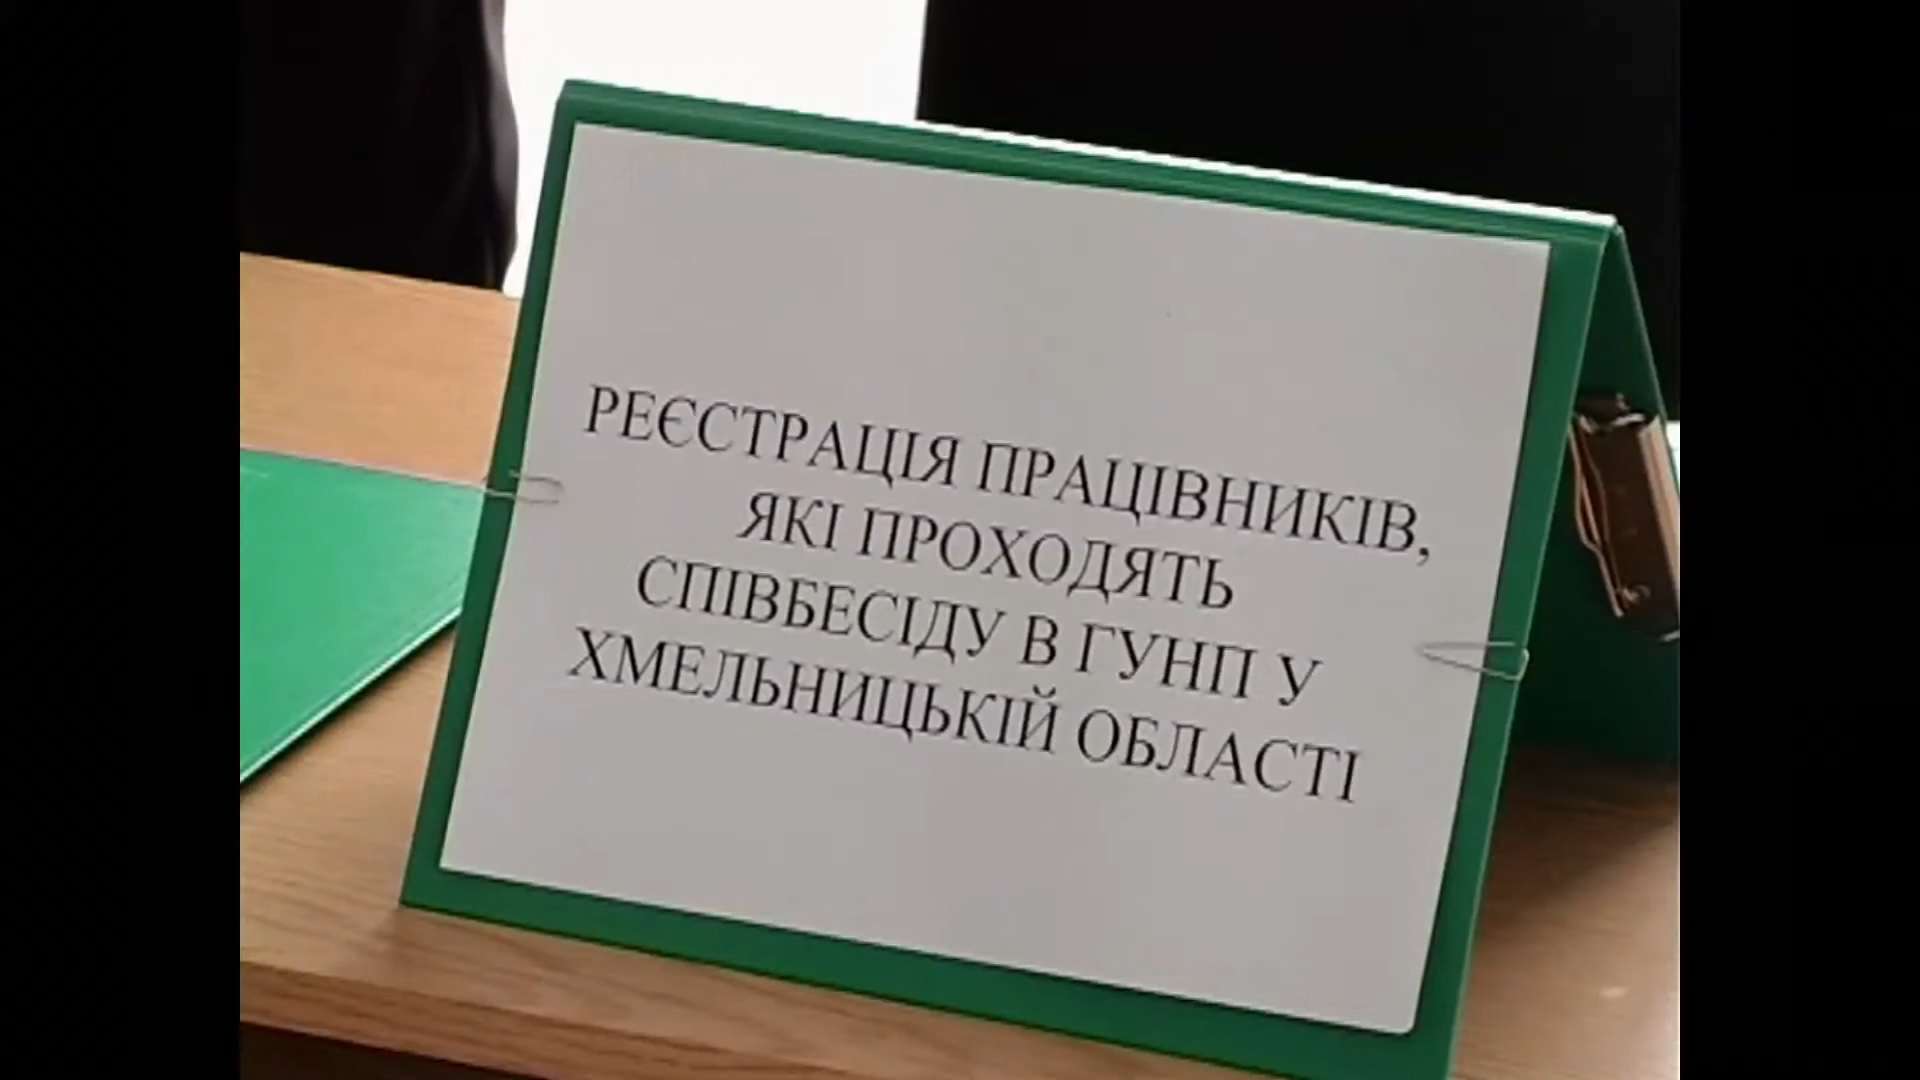 РЕЄСТРАЦІЯ ПРАЦІВНИКІВ,
ЯКІ ПРОХОДЯТЬ
СПІВБЕСІДУ В ГУНП У
ХМЕЛЬНИЦЬКІЙ ОБЛАСТІ